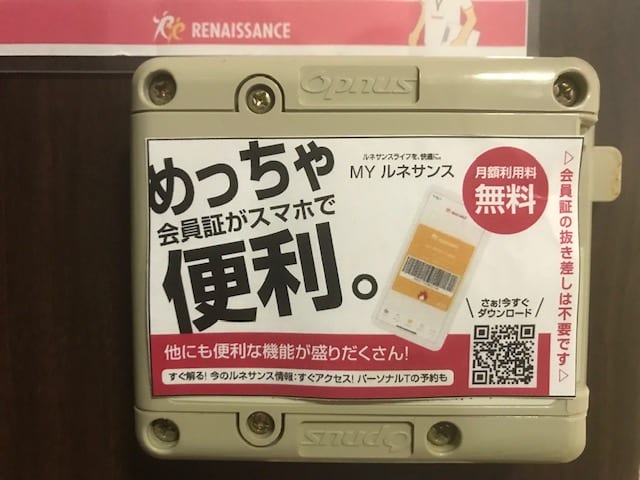 RENAISSANCE
Opnus
めっちゃ
会員証がスマホで
便利。
ルネサンスライフを、快適に。
MY ルネサンス
月額利用料
無料
▷会員証の抜き差しは不要です▷
さぁ!今すぐ
ダウンロード
他にも便利な機能が盛りだくさん!
すぐ解る! 今のルネサンス情報:すぐアクセス! パーソナルTの予約も
Opnus